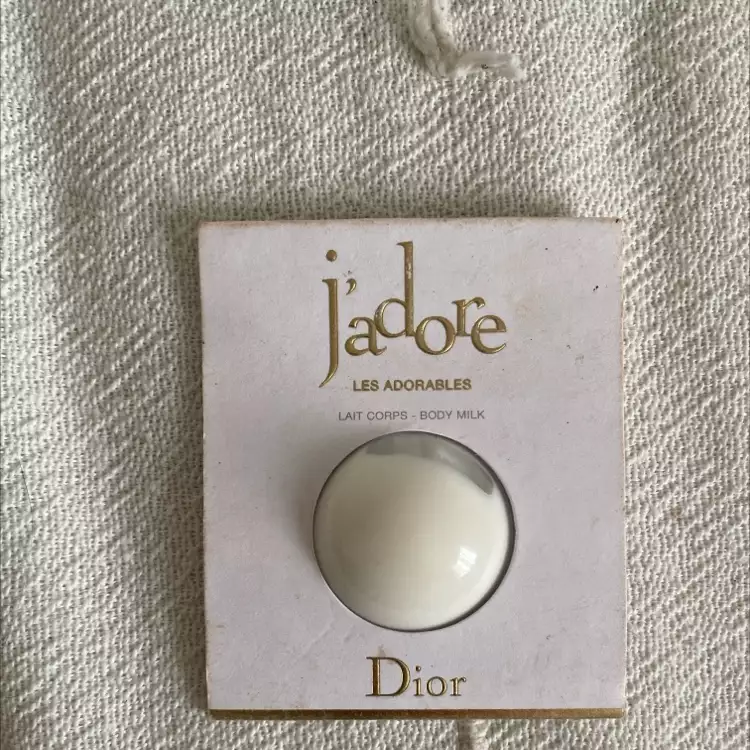 j'adore
LES ADORABLES
LAIT CORPS - BODY MILK
Dior